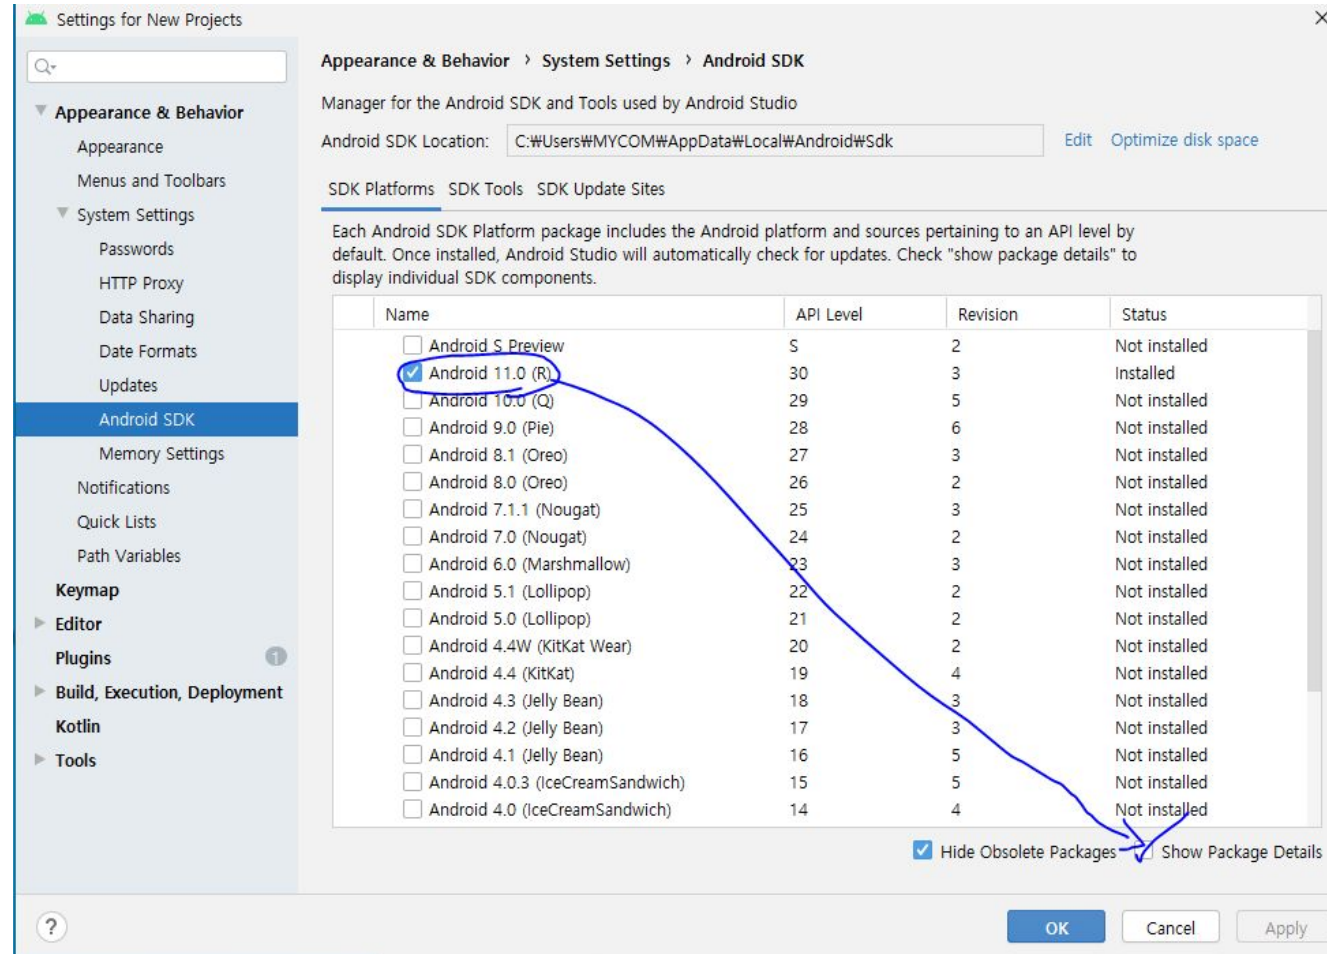 Settings for New Projects
Appearance & Behavior
Appearance
Menus and Toolbars
System Settings
Passwords
HTTP Proxy
Data Sharing
Date Formats
Updates
Android SDK
Memory Settings
Notifications
Quick Lists
Path Variables
Keymap
Editor
Plugins 1
Build, Execution, Deployment
Kotlin
Tools
Appearance & Behavior > System Settings > Android SDK
Manager for the Android SDK and Tools used by Android Studio
Android SDK Location: C:₩Users₩MYCOM₩AppData₩Local₩Android₩Sdk Edit Optimize disk space
SDK Platforms SDK Tools SDK Update Sites
Each Android SDK Platform package includes the Android platform and sources pertaining to an API level by
default. Once installed, Android Studio will automatically check for updates. Check "show package details" to
display individual SDK components.
Name API Level Revision Status
Android S Preview S 2 Not installed
Android 11.0 (R) 30 3 Installed
Android 10.0 (Q) 29 5 Not installed
Android 9.0 (Pie) 28 6 Not installed
Android 8.1 (Oreo) 27 3 Not installed
Android 8.0 (Oreo) 26 2 Not installed
Android 7.1.1 (Nougat) 25 3 Not installed
Android 7.0 (Nougat) 24 2 Not installed
Android 6.0 (Marshmallow) 23 3 Not installed
Android 5.1 (Lollipop) 22 2 Not installed
Android 5.0 (Lollipop) 21 2 Not installed
Android 4.4W (KitKat Wear) 20 2 Not installed
Android 4.4 (KitKat) 19 4 Not installed
Android 4.3 (Jelly Bean) 18 3 Not installed
Android 4.2 (Jelly Bean) 17 3 Not installed
Android 4.1 (Jelly Bean) 16 5 Not installed
Android 4.0.3 (IceCreamSandwich) 15 5 Not installed
Android 4.0 (IceCreamSandwich) 14 4 Not installed
Hide Obsolete Packages Show Package Details
? OK Cancel Apply